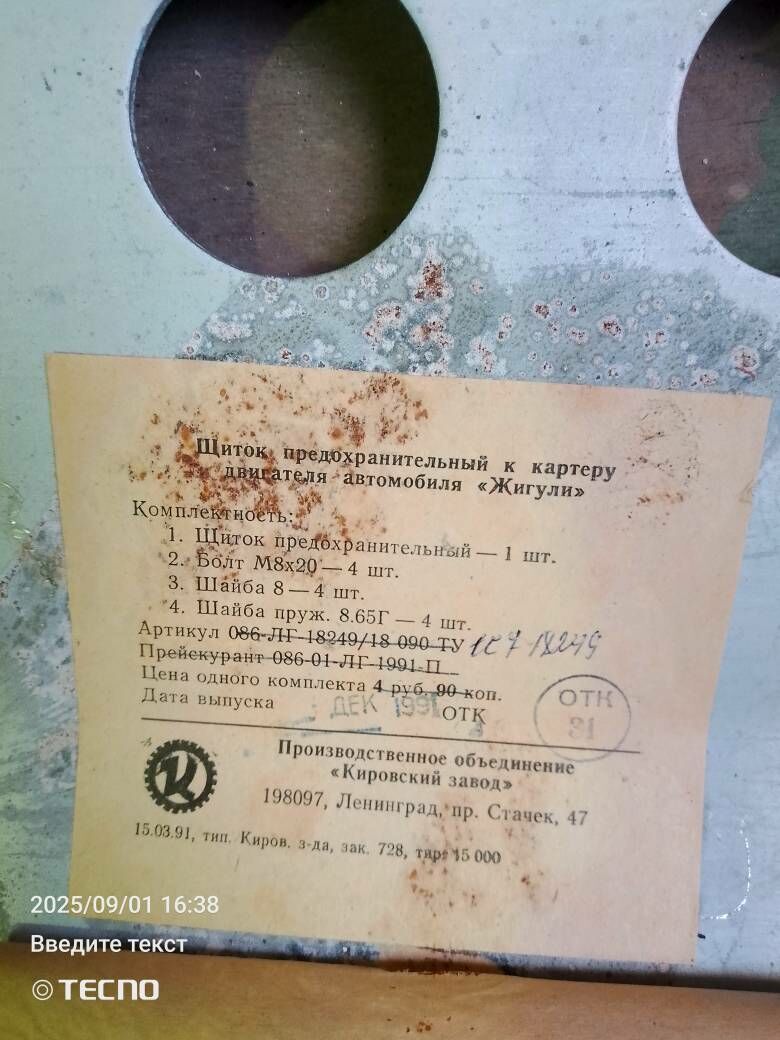 Щиток предохранительный к картеру
двигателя автомобиля «Жигули»
Комплектность:
1. Щиток предохранительный — 1 шт.
2. Болт М8х20 — 4 шт.
3. Шайба 8 — 4 шт.
4. Шайба пруж. 8.65Г — 4 шт.
Артикул 086-ЛГ-18249/18 090 ТУ 18249
Прейскурант 086-01-ЛГ-1991-П
Цена одного комплекта 4 руб. 90 коп.
Дата выпуска ДЕК 1991 ОТК
ОТК
31
Производственное объединение
«Кировский завод»
198097, Ленинград, пр. Стачек, 47
15.03.91, тип. Киров. з-да, зак. 728, тир. 15 000
2025/09/01 16:38
Введите текст
TECNO